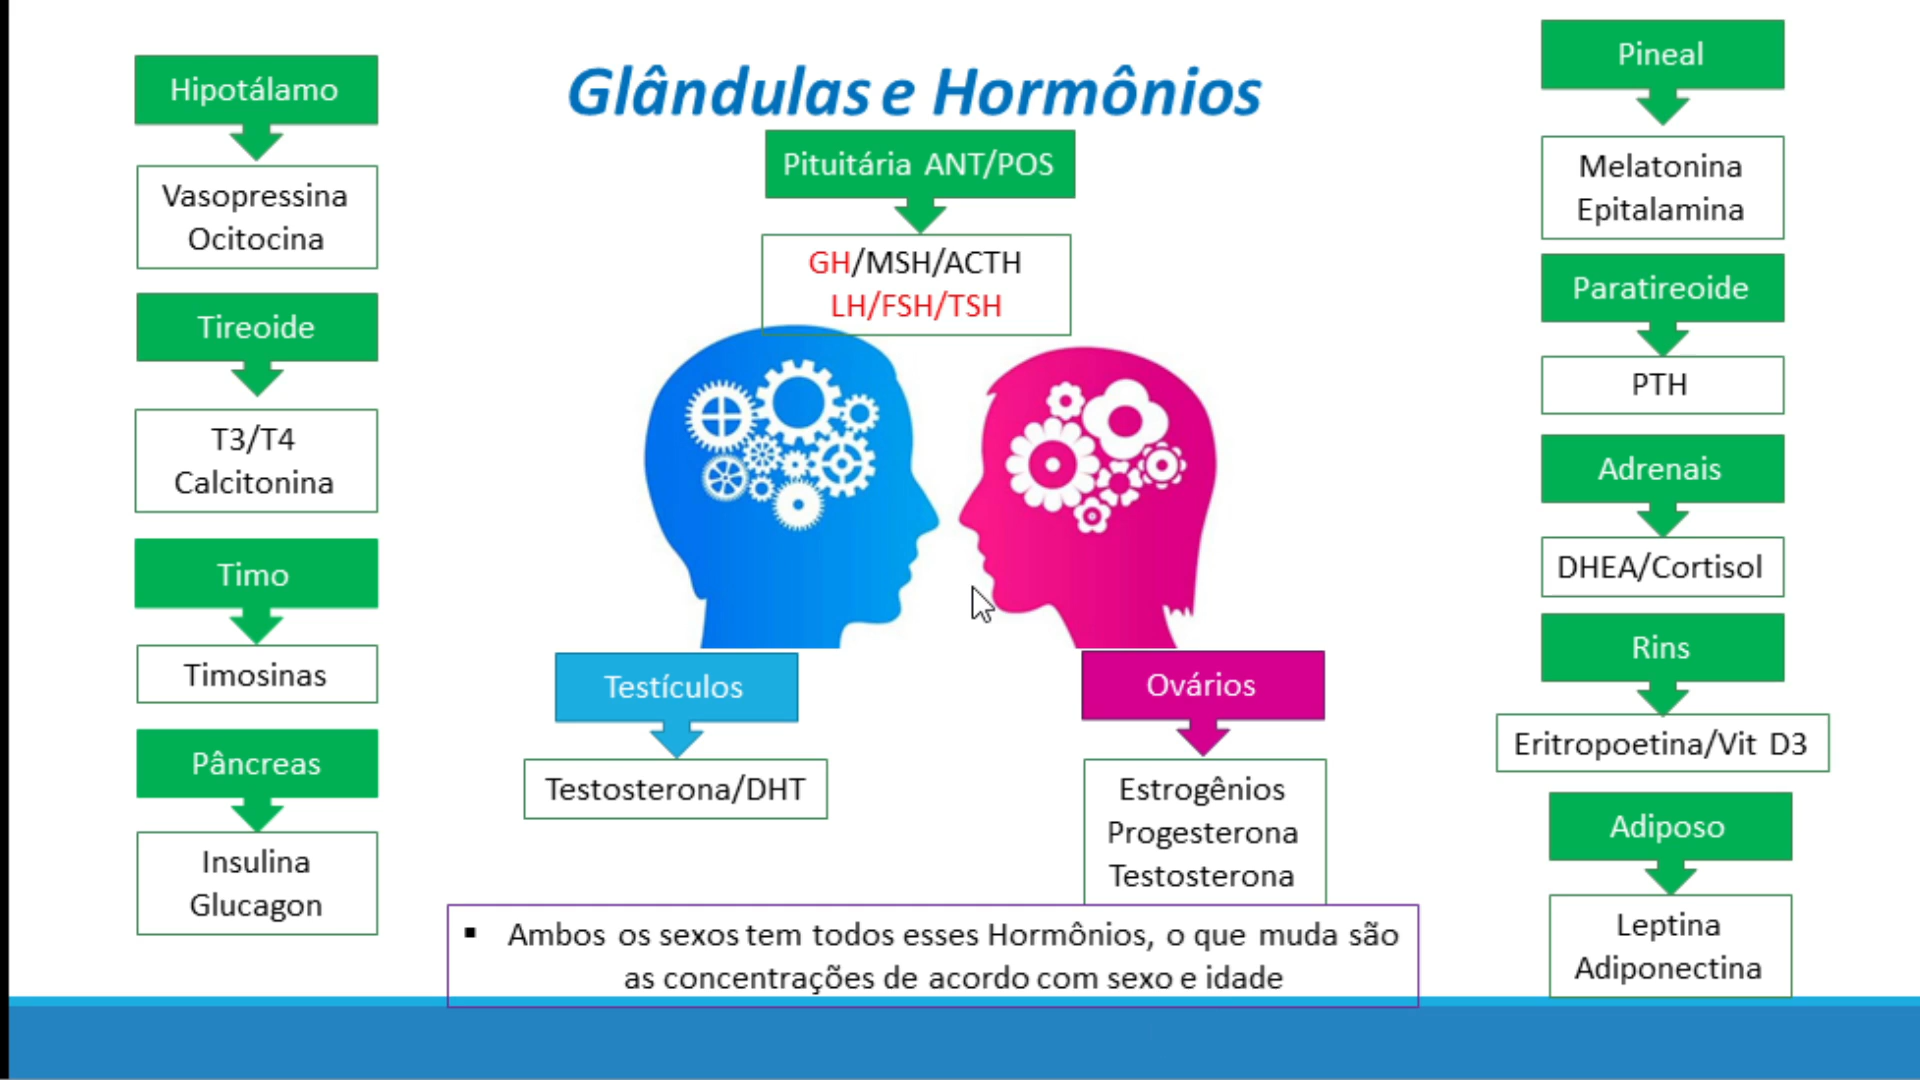 Glândulas e Hormônios
Hipotálamo
Vasopressina
Ocitocina
Tireoide
T3/T4
Calcitonina
Timo
Timosinas
Pâncreas
Insulina
Glucagon
Pituitária ANT/POS
GH/MSH/ACTH
LH/FSH/TSH
Testículos
Testosterona/DHT
Ovários
Estrogênios
Progesterona
Testosterona
▪ Ambos os sexos tem todos esses Hormônios, o que muda são
as concentrações de acordo com sexo e idade
Pineal
Melatonina
Epitalamina
Paratireoide
PTH
Adrenais
DHEA/Cortisol
Rins
Eritropoetina/Vit D3
Adiposo
Leptina
Adiponectina